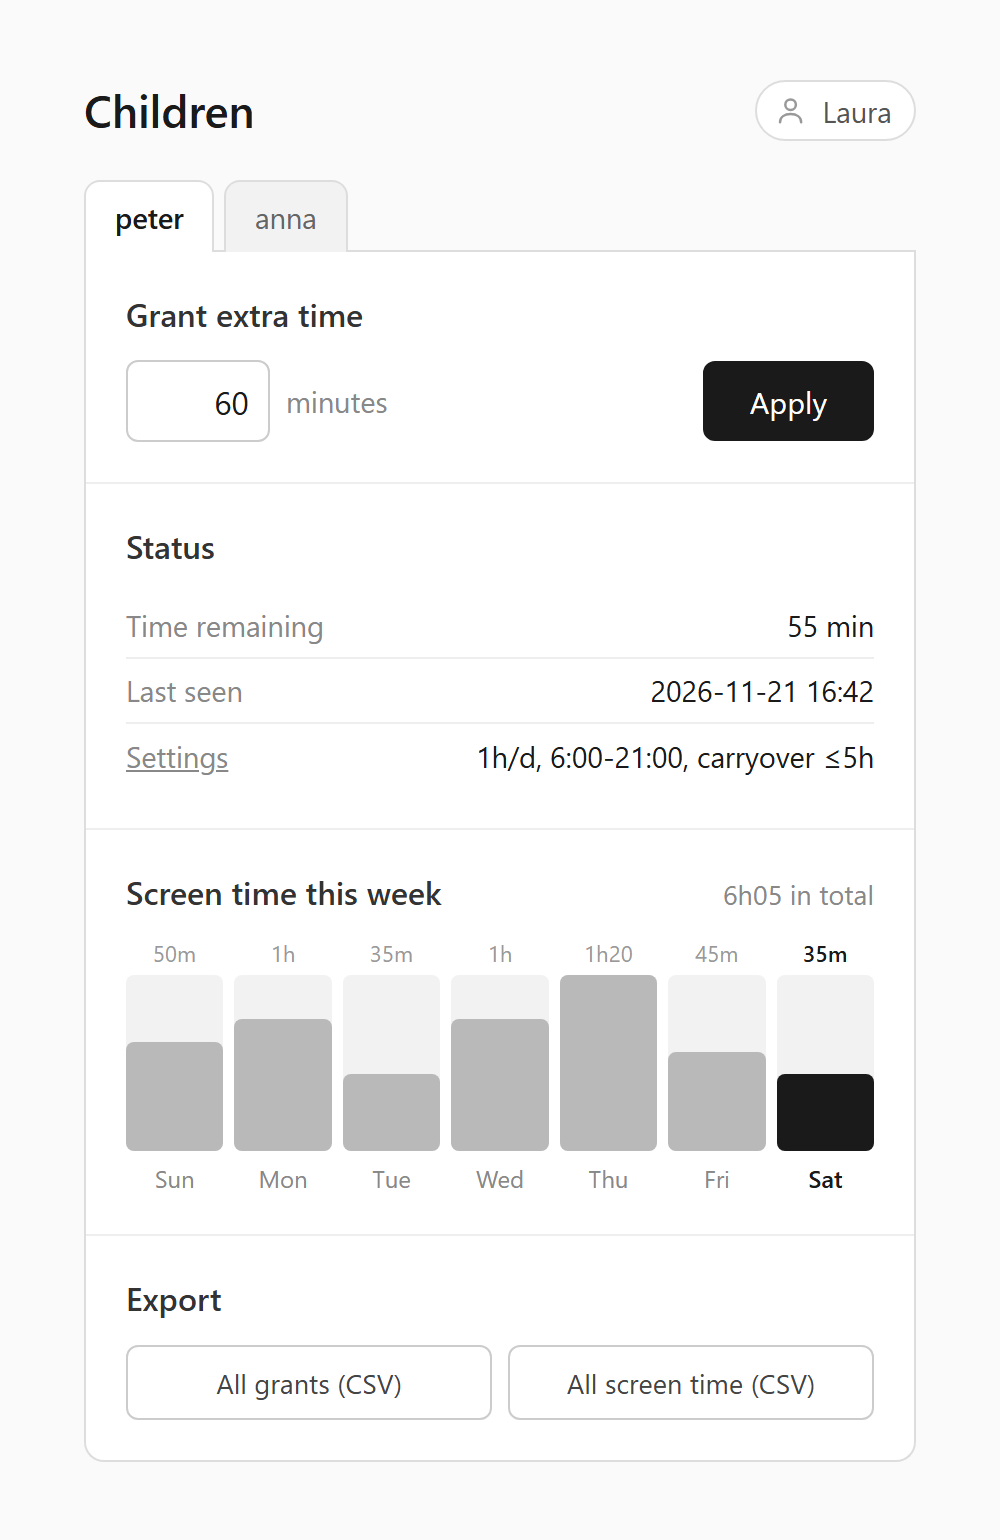 Children
Laura
peter
anna
Grant extra time
60 minutes
Apply
Status
Time remaining 55 min
Last seen 2026-11-21 16:42
Settings 1h/d, 6:00-21:00, carryover ≤5h
Screen time this week 6h05 in total
50m 1h 35m 1h 1h20 45m 35m
Sun Mon Tue Wed Thu Fri Sat
Export
All grants (CSV) All screen time (CSV)